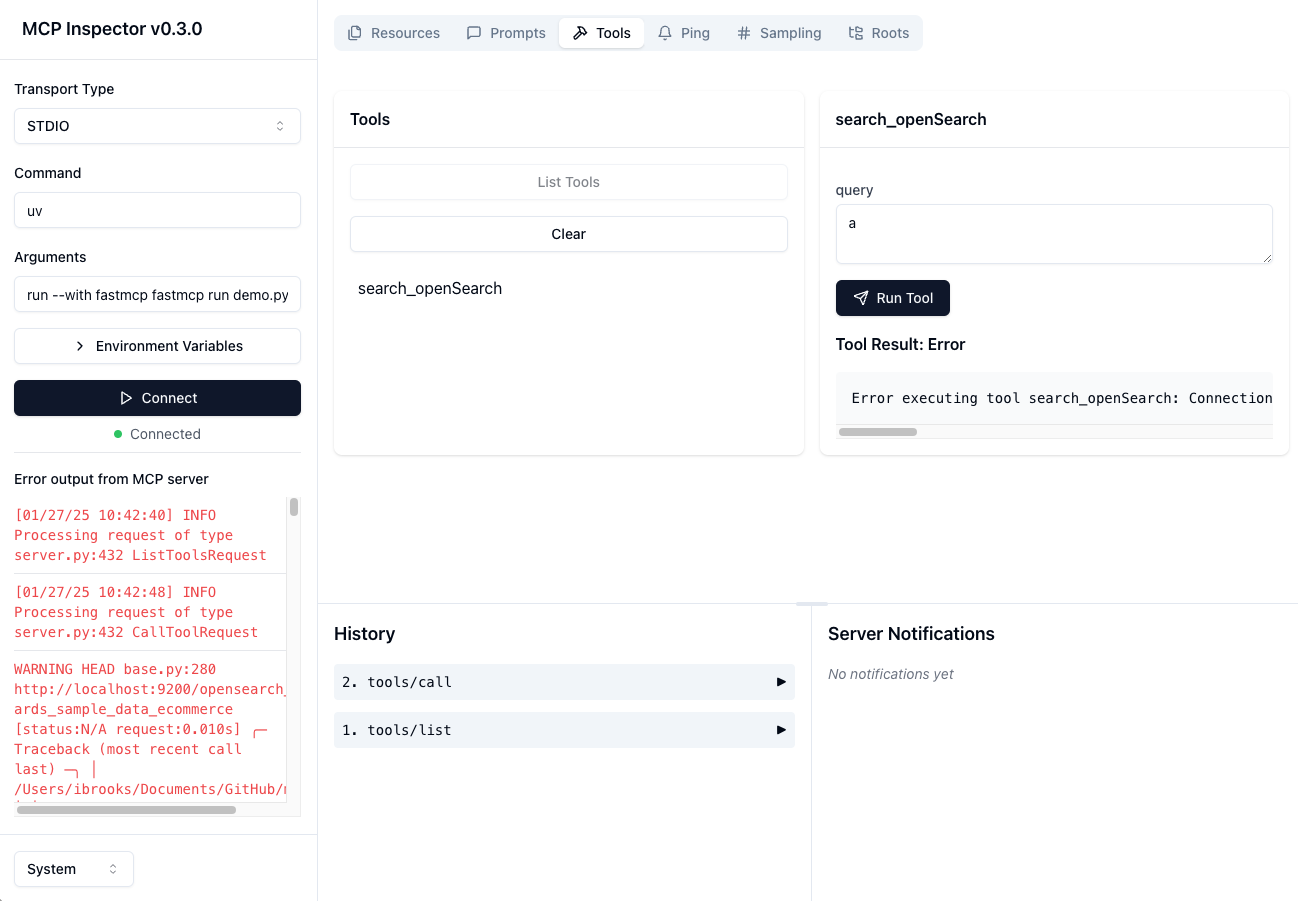 MCP Inspector v0.3.0
Transport Type
STDIO
Command
uv
Arguments
run --with fastmcp fastmcp run demo.py
Environment Variables
Connect
Connected
Error output from MCP server
[01/27/25 10:42:40] INFO
Processing request of type
server.py:432 ListToolsRequest
[01/27/25 10:42:48] INFO
Processing request of type
server.py:432 CallToolRequest
WARNING HEAD base.py:280
http://localhost:9200/opensearch_
ards_sample_data_ecommerce
[status:N/A request:0.010s] ╭─
Traceback (most recent call
last) ─╮ │
/Users/ibrooks/Documents/GitHub/
System
Resources
Prompts
Tools
Ping
Sampling
Roots
Tools
List Tools
Clear
search_openSearch
search_openSearch
query
a
Run Tool
Tool Result: Error
Error executing tool search_openSearch: Connection
History
2. tools/call
1. tools/list
Server Notifications
No notifications yet